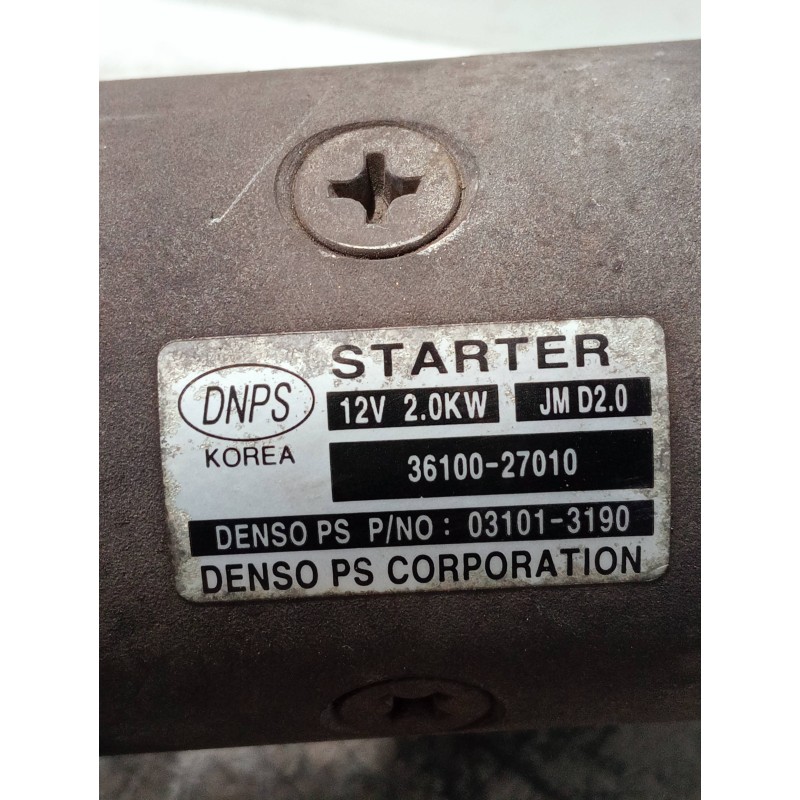 STARTER
DNPS
12V 2.0KW JM D2.0
KOREA
36100-27010
DENSO PS P/NO: 03101-3190
DENSO PS CORPORATION